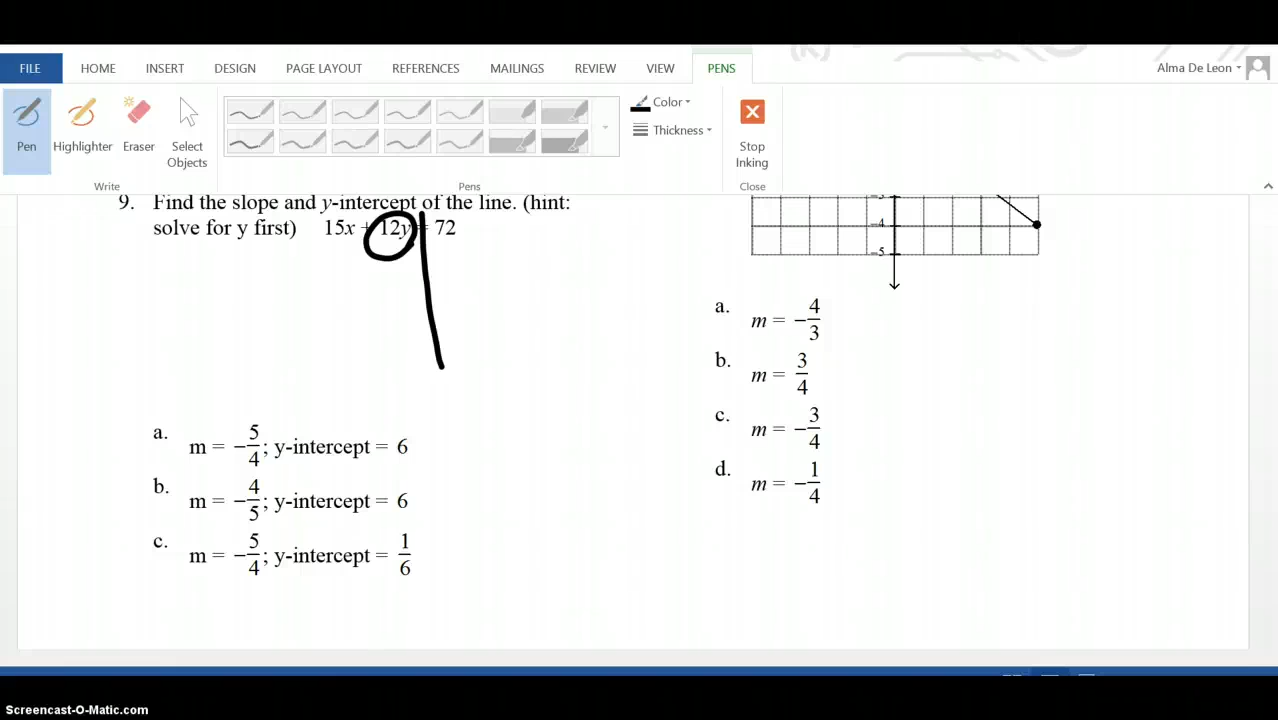 FILE HOME INSERT DESIGN PAGE LAYOUT REFERENCES MAILINGS REVIEW VIEW PENS Alma De Leon
Pen Highlighter Eraser Select Objects Color Thickness Stop Inking
Write Pens Close
9. Find the slope and y-intercept of the line. (hint:
solve for y first) 15x + 12y = 72
a. m = −5/4; y-intercept = 6
b. m = −4/5; y-intercept = 6
c. m = −5/4; y-intercept = 1/6
−4
−5
a. m = −4/3
b. m = 3/4
c. m = −3/4
d. m = −1/4
Screencast-O-Matic.com